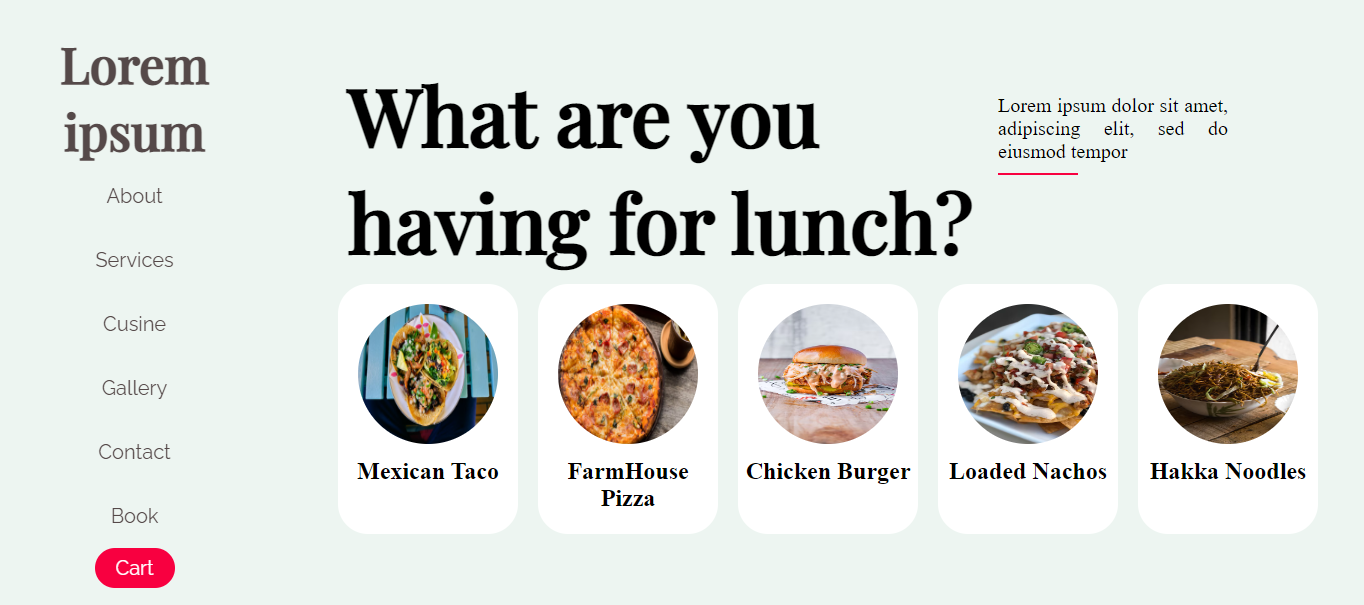 Lorem
ipsum
About
Services
Cusine
Gallery
Contact
Book
Cart
What are you
having for lunch?
Lorem ipsum dolor sit amet,
adipiscing elit, sed do
eiusmod tempor
Mexican Taco
FarmHouse
Pizza
Chicken Burger
Loaded Nachos
Hakka Noodles